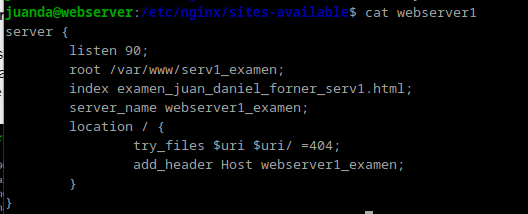 juanda@webserver:/etc/nginx/sites-available$ cat webserver1
server {
        listen 90;
        root /var/www/serv1_examen;
        index examen_juan_daniel_forner_serv1.html;
        server_name webserver1_examen;
        location / {
                try_files $uri $uri/ =404;
                add_header Host webserver1_examen;
        }
}